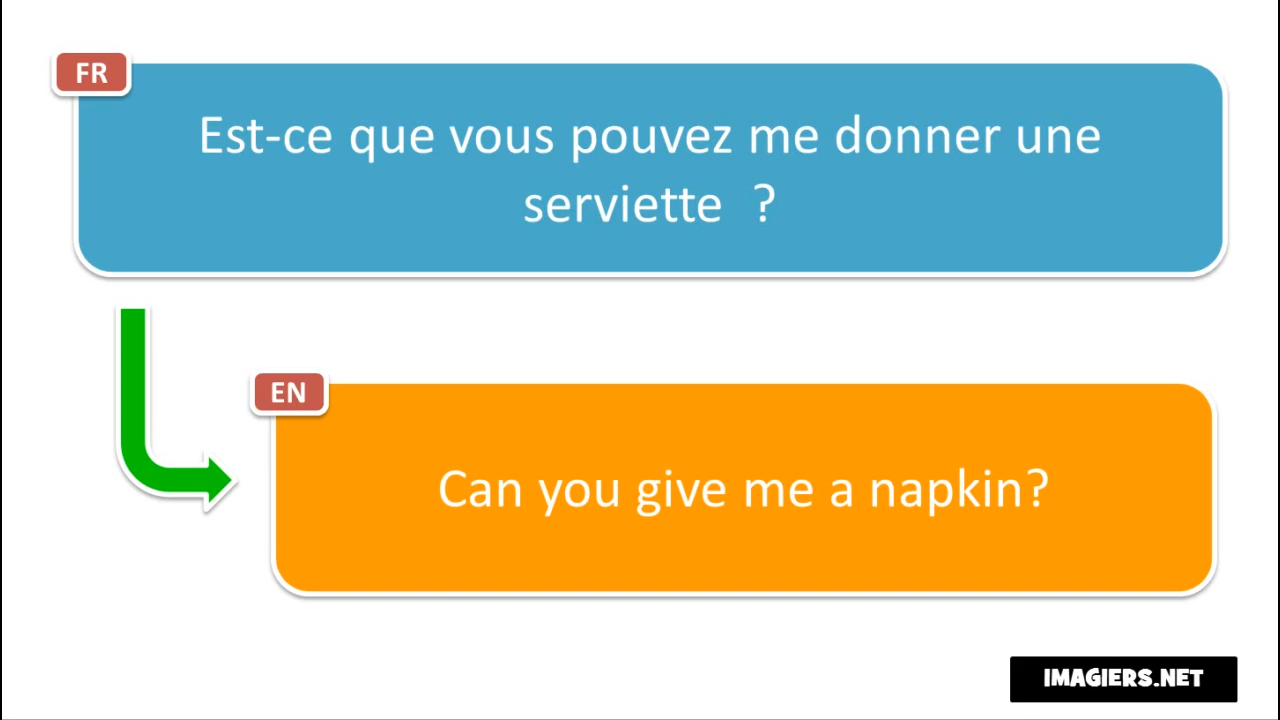 FR
Est-ce que vous pouvez me donner une
serviette  ?
EN
Can you give me a napkin?
IMAGIERS.NET